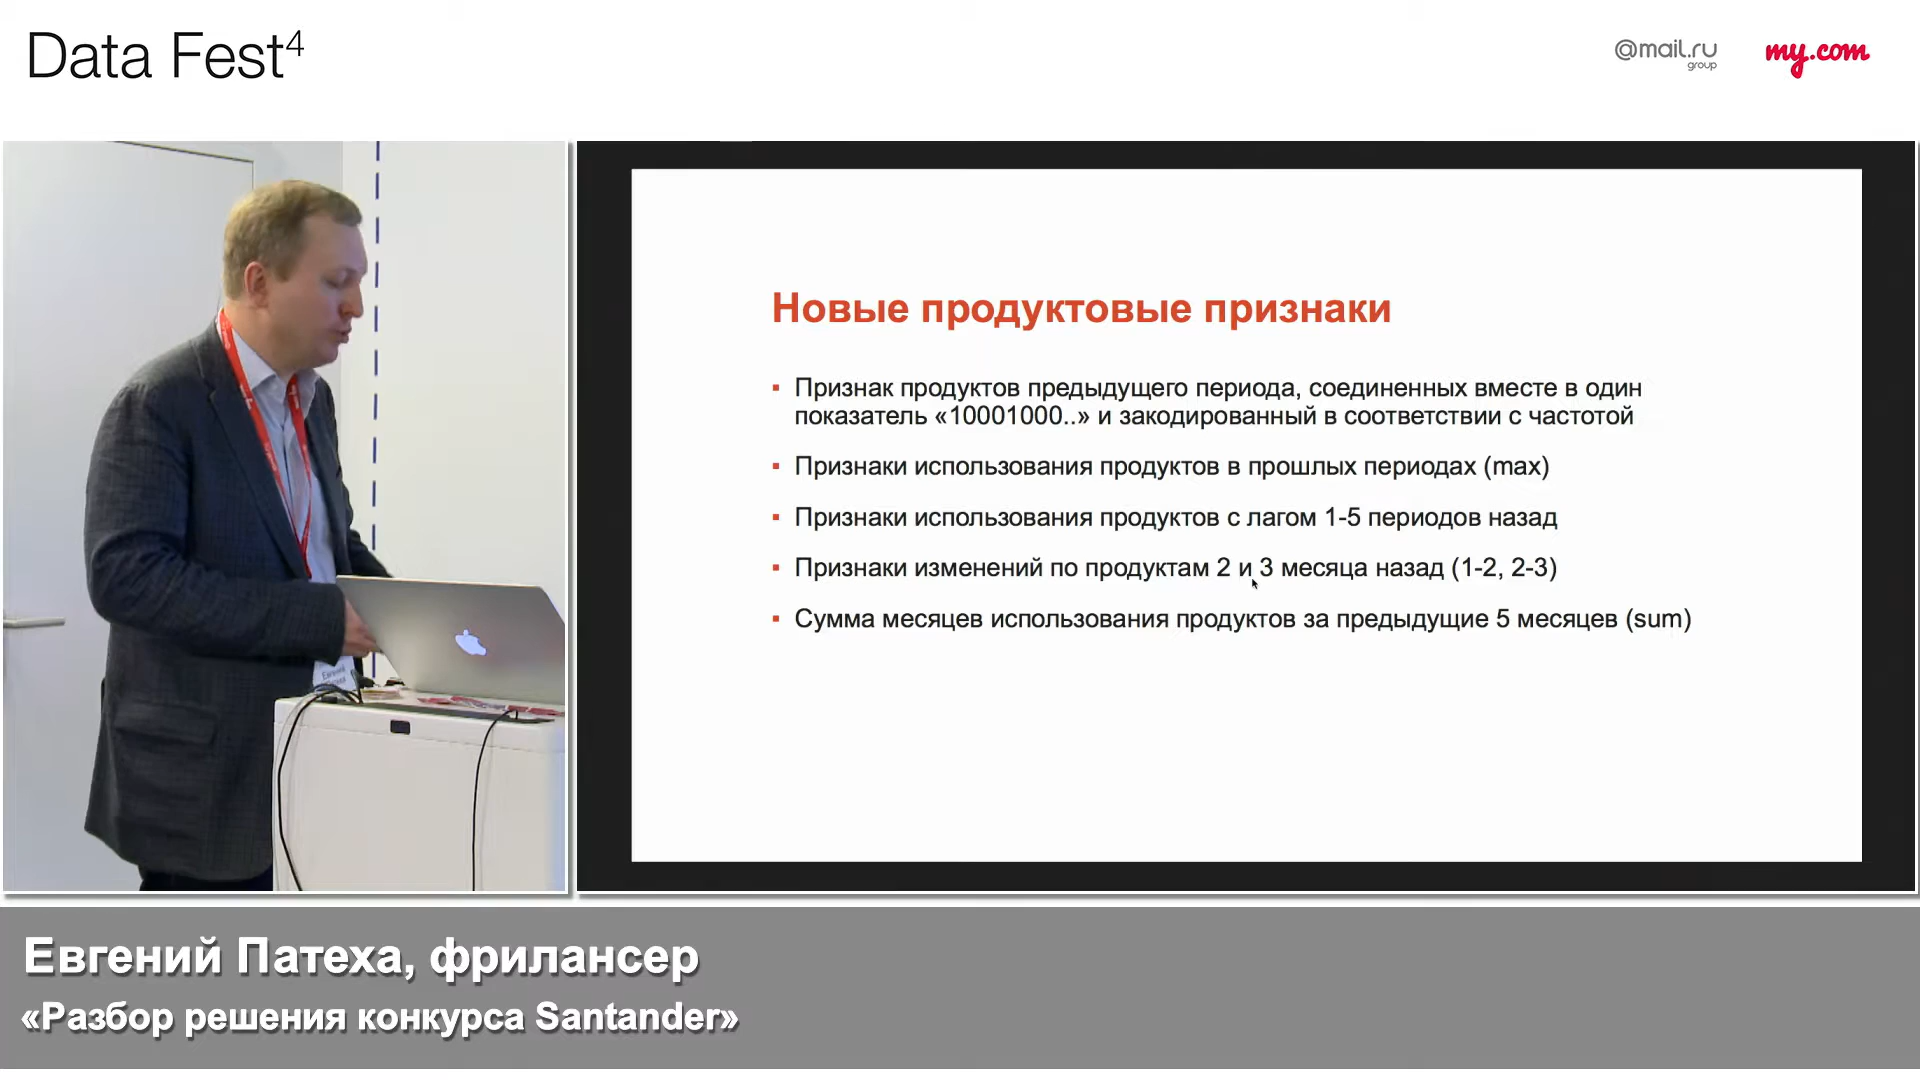 Data Fest⁴
@mail.ru
group
my.com
Новые продуктовые признаки
▪ Признак продуктов предыдущего периода, соединенных вместе в один
показатель «10001000..» и закодированный в соответствии с частотой
▪ Признаки использования продуктов в прошлых периодах (max)
▪ Признаки использования продуктов с лагом 1-5 периодов назад
▪ Признаки изменений по продуктам 2 и 3 месяца назад (1-2, 2-3)
▪ Сумма месяцев использования продуктов за предыдущие 5 месяцев (sum)
Евгений
Евгений Патеха, фрилансер
«Разбор решения конкурса Santander»